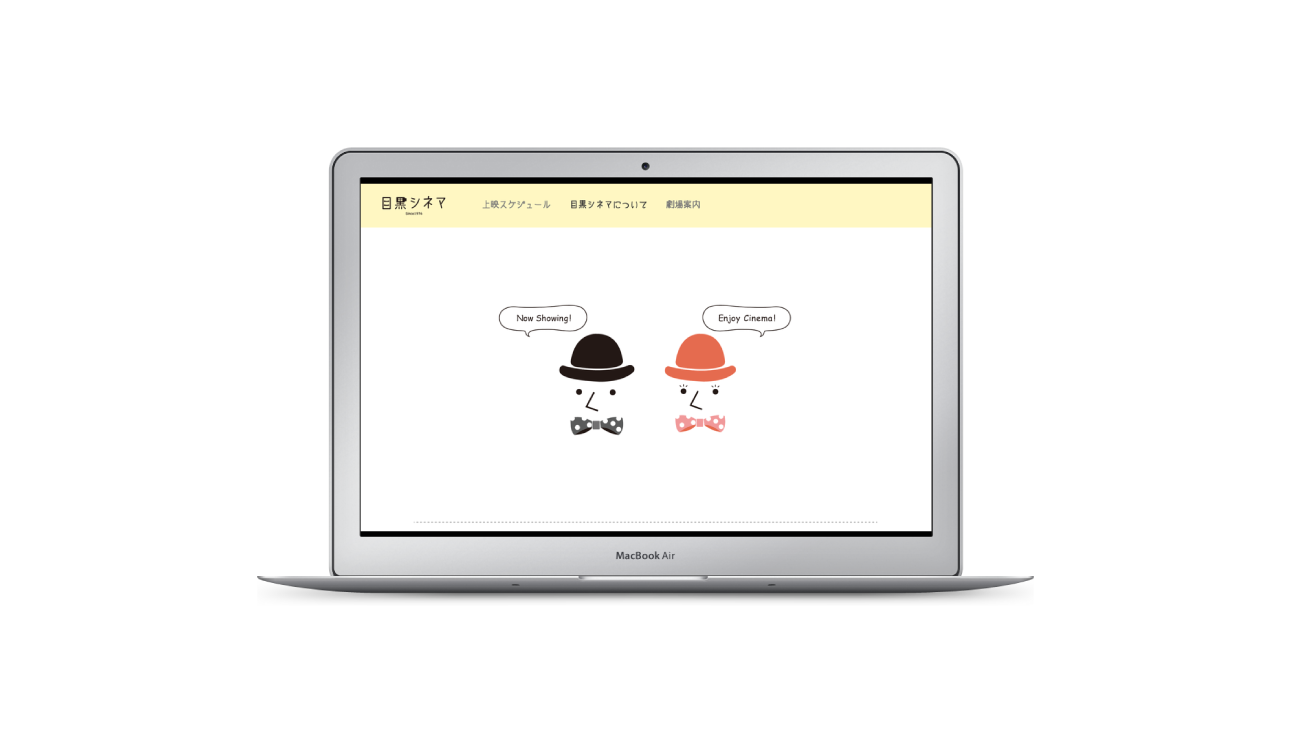 目黒シネマ
上映スケジュール 目黒シネマについて 劇場案内
Now Showing!
Enjoy Cinema!
MacBook Air